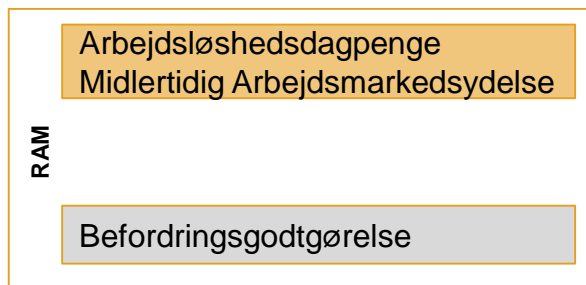 Arbejdsløshedsdagpenge
Midlertidig Arbejdsmarkedsydelse
RAM
Befordringsgodtgørelse